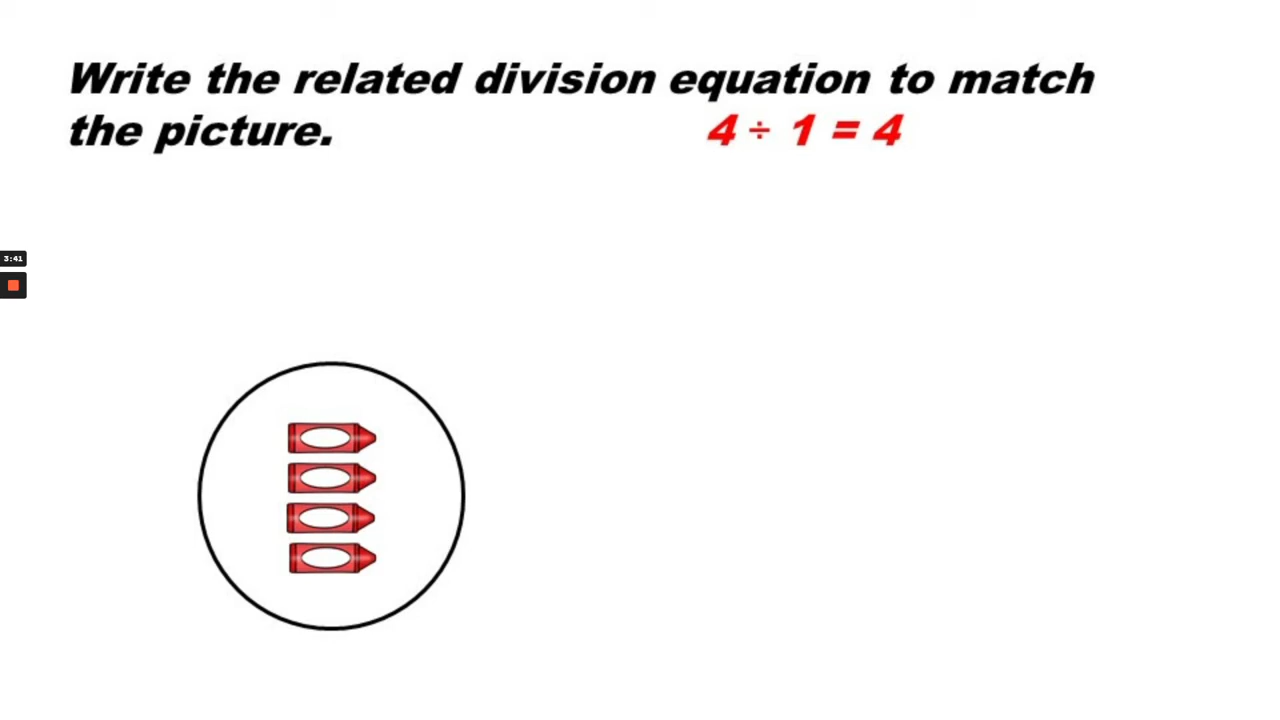 Write the related division equation to match
the picture. 4 ÷ 1 = 4
3:41